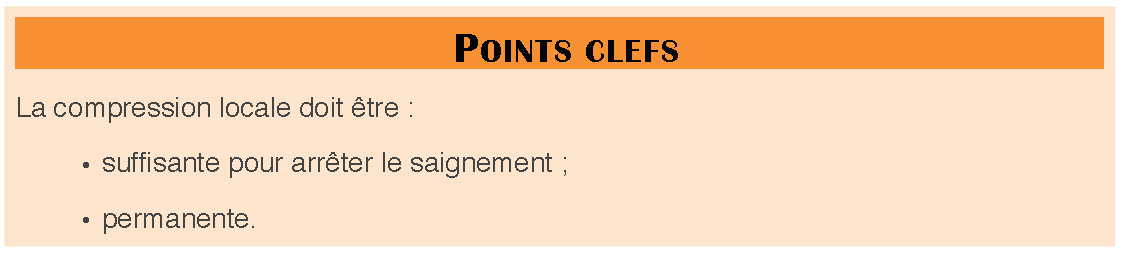 POINTS CLEFS
La compression locale doit être :
• suffisante pour arrêter le saignement ;
• permanente.